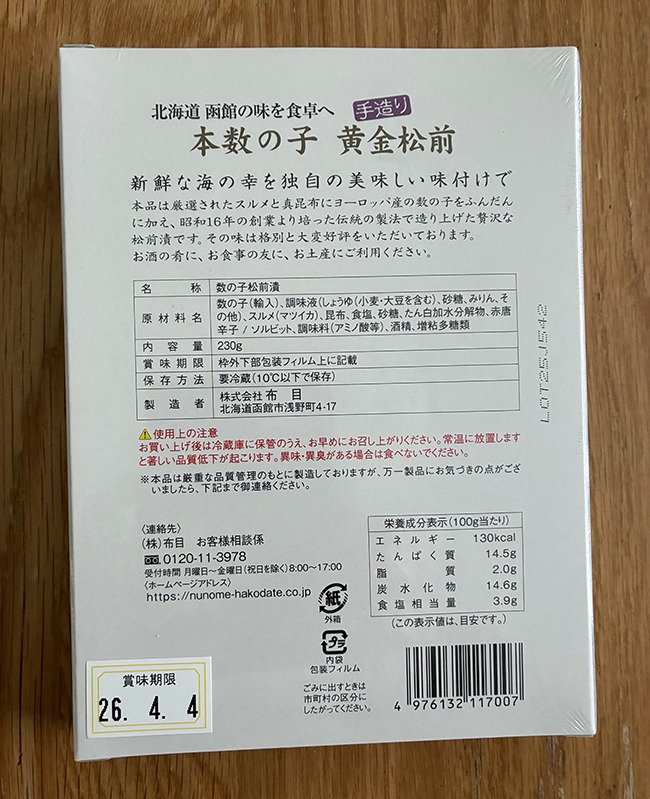 北海道 函館の味を食卓へ
手造り
本数の子 黄金松前
新鮮な海の幸を独自の美味しい味付けで
本品は厳選されたスルメと真昆布にヨーロッパ産の数の子をふんだん
に加え、昭和16年の創業より培った伝統の製法で造り上げた贅沢な
松前漬です。その味は格別と大変好評をいただいております。
お酒の肴に、お食事の友に、お土産にご利用ください。
名称 数の子松前漬
原材料名 数の子(輸入)、調味液(しょうゆ(小麦・大豆を含む)、砂糖、みりん、そ
の他)、スルメ(マツイカ)、昆布、食塩、砂糖、たん白加水分解物、赤唐
辛子 / ソルビット、調味料(アミノ酸等)、酒精、増粘多糖類
内容量 230g
賞味期限 枠外下部包装フィルム上に記載
保存方法 要冷蔵(10℃以下で保存)
製造者 株式会社 布目
北海道函館市浅野町4-17
⚠使用上の注意
お買い上げ後は冷蔵庫に保管のうえ、お早めにお召し上がりください。常温に放置します
と著しい品質低下が起こります。異味・異臭がある場合は食べないでください。
※本品は厳重な品質管理のもとに製造しておりますが、万一製品にお気づきの点がござ
いましたら、下記まで御連絡ください。
〈連絡先〉
(株)布目 お客様相談係
0120-11-3978
受付時間 月曜日〜金曜日(祝日を除く)8:00〜17:00
〈ホームページアドレス〉
https://nunome-hakodate.co.jp
紙
外箱
プラ
内袋
包装フィルム
ごみに出すときは
市町村の区分に
したがってください。
栄養成分表示(100g当たり)
エネルギー 130kcal
たんぱく質 14.5g
脂質 2.0g
炭水化物 14.6g
食塩相当量 3.9g
(この表示値は、目安です。)
4 976132 117007
賞味期限
26. 4. 4